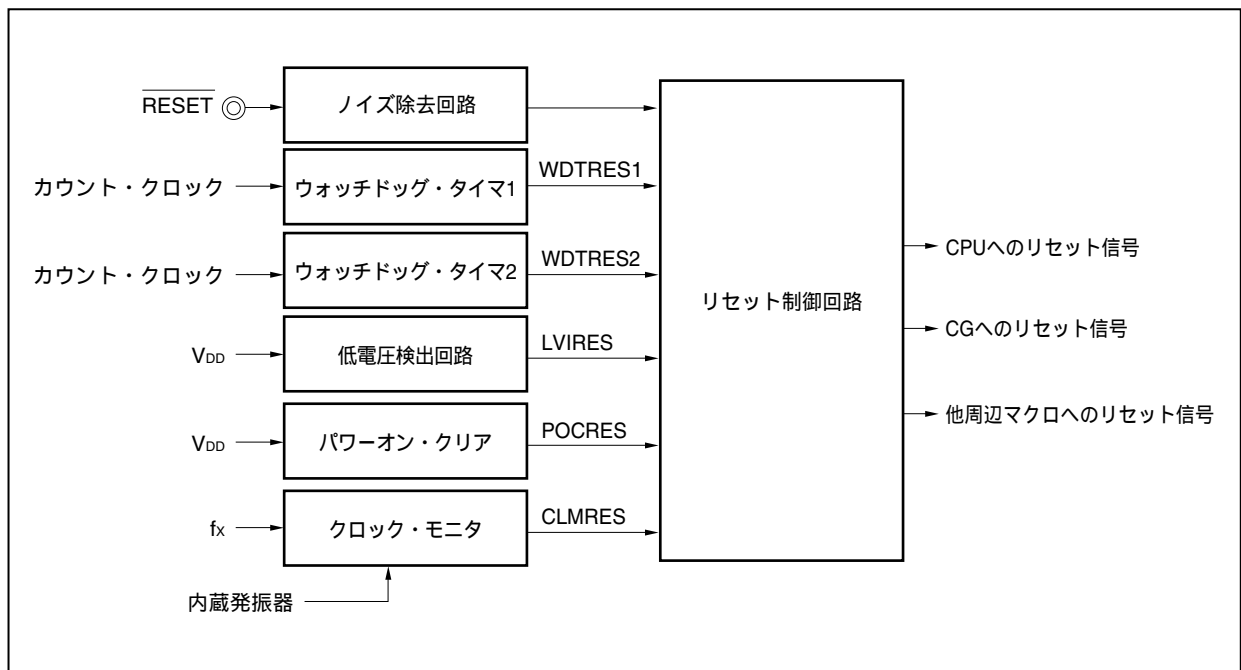 RESET
ノイズ除去回路
カウント・クロック
ウォッチドッグ・タイマ1
WDTRES1
カウント・クロック
ウォッチドッグ・タイマ2
WDTRES2
VDD
低電圧検出回路
LVIRES
VDD
パワーオン・クリア
POCRES
fx
クロック・モニタ
CLMRES
内蔵発振器
リセット制御回路
CPUへのリセット信号
CGへのリセット信号
他周辺マクロへのリセット信号